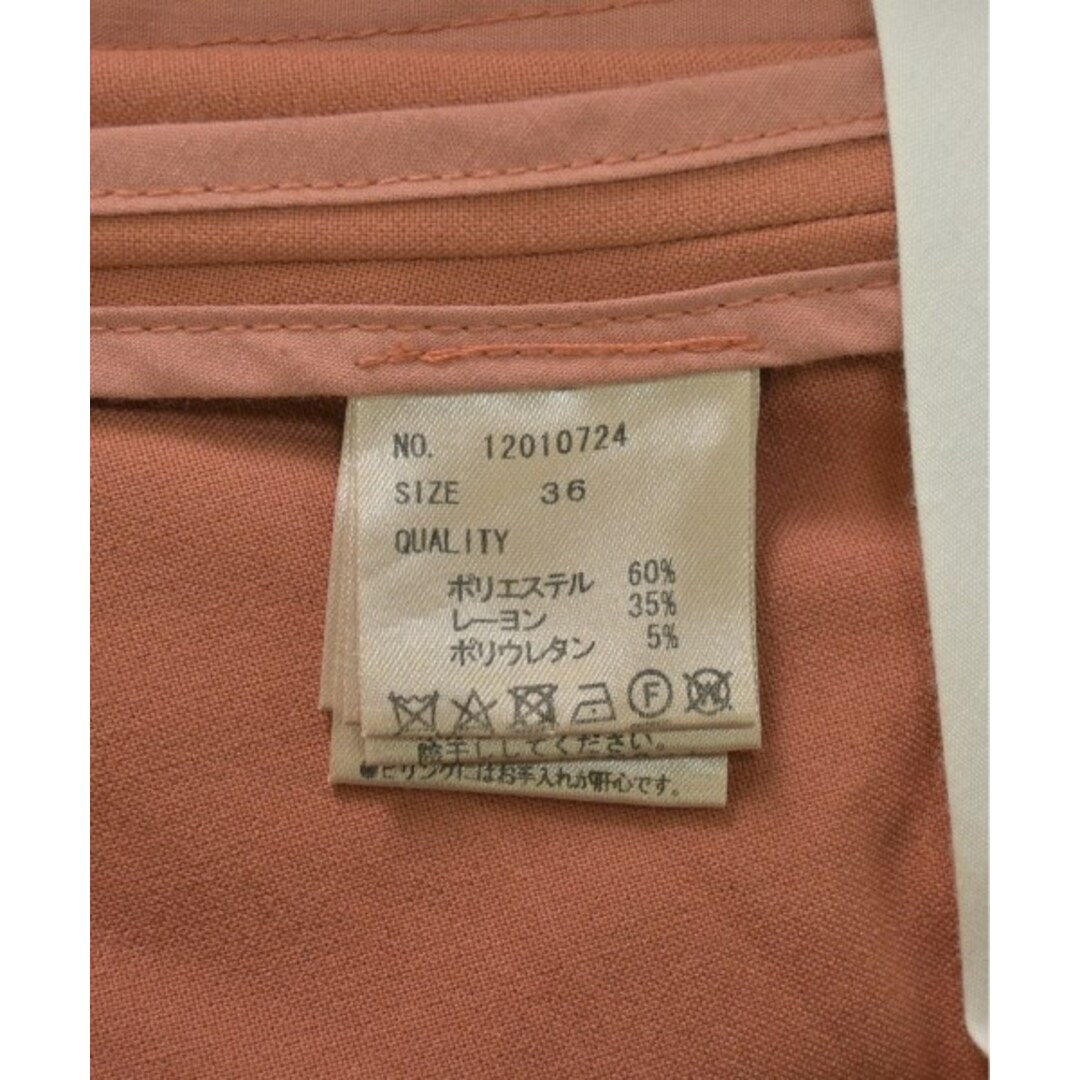 NO. 12010724
SIZE 36
QUALITY
ポリエステル 60%
レーヨン 35%
ポリウレタン 5%
F W
してください。
にはお手入れが肝心です。